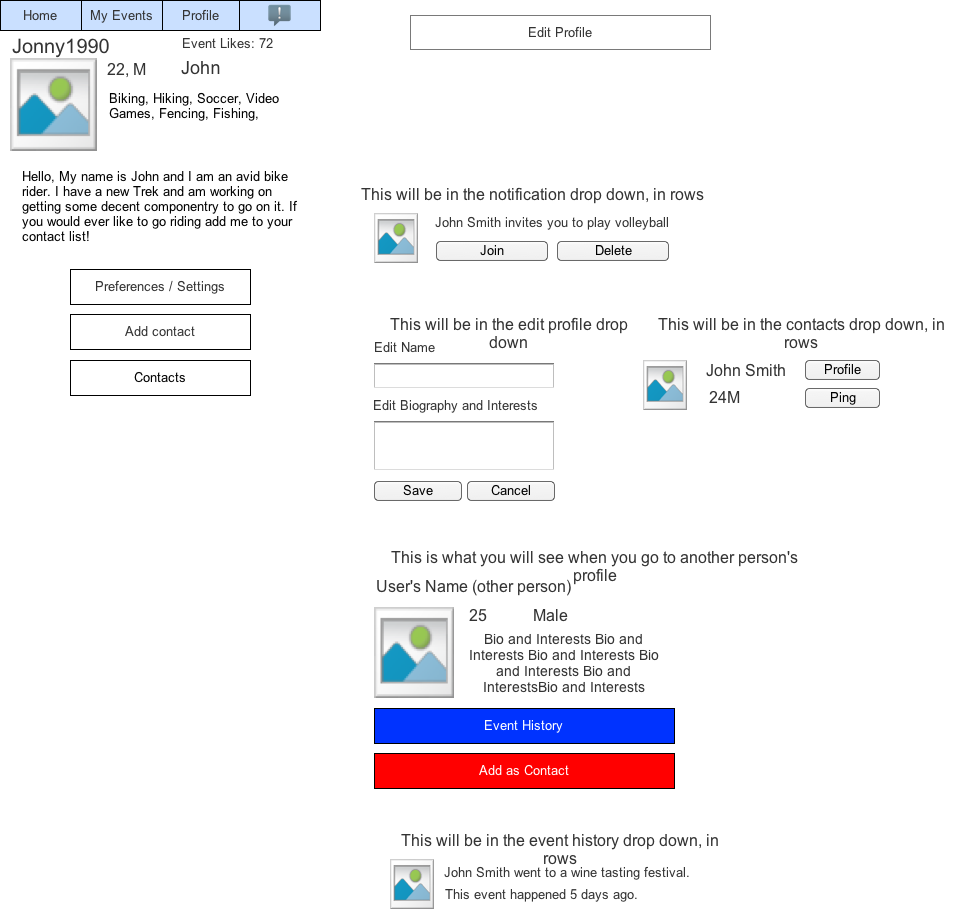 Home
My Events
Profile
Jonny1990
Event Likes: 72
22, M
John
Biking, Hiking, Soccer, Video
Games, Fencing, Fishing,
Hello, My name is John and I am an avid bike
rider. I have a new Trek and am working on
getting some decent componentry to go on it. If
you would ever like to go riding add me to your
contact list!
Preferences / Settings
Add contact
Contacts
Edit Profile
This will be in the notification drop down, in rows
John Smith invites you to play volleyball
Join
Delete
This will be in the edit profile drop
down
Edit Name
Edit Biography and Interests
Save
Cancel
This will be in the contacts drop down, in
rows
John Smith
Profile
24M
Ping
This is what you will see when you go to another person's
profile
User's Name (other person)
25
Male
Bio and Interests Bio and
Interests Bio and Interests Bio
and Interests Bio and
InterestsBio and Interests
Event History
Add as Contact
This will be in the event history drop down, in
rows
John Smith went to a wine tasting festival.
This event happened 5 days ago.